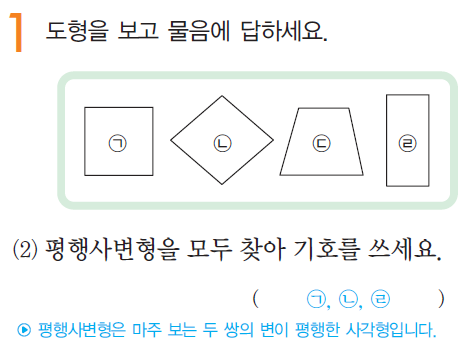 1 도형을 보고 물음에 답하세요.
㉠ ㉡ ㉢ ㉣
(2) 평행사변형을 모두 찾아 기호를 쓰세요.
( ㉠, ㉡, ㉣ )
▷ 평행사변형은 마주 보는 두 쌍의 변이 평행한 사각형입니다.